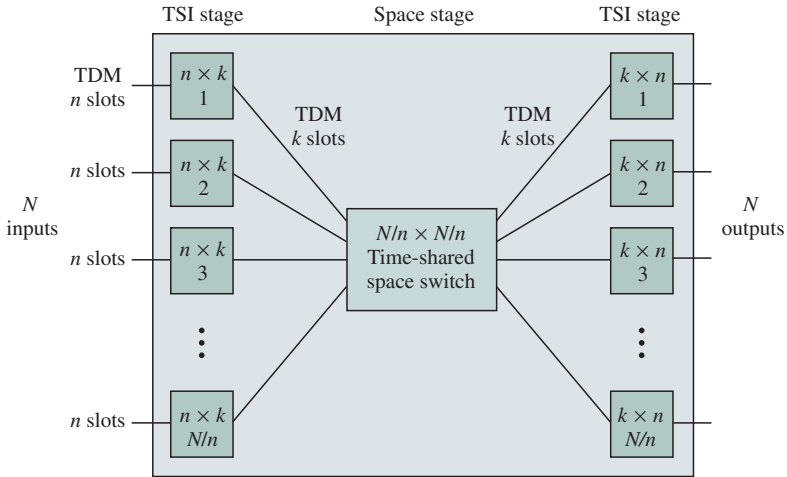 TSI stage
Space stage
TSI stage
TDM
n slots
n × k
1
TDM
k slots
TDM
k slots
k × n
1
n slots
n × k
2
k × n
2
N
inputs
N/n × N/n
Time-shared
space switch
N
outputs
n slots
n × k
3
k × n
3
n slots
n × k
N/n
k × n
N/n